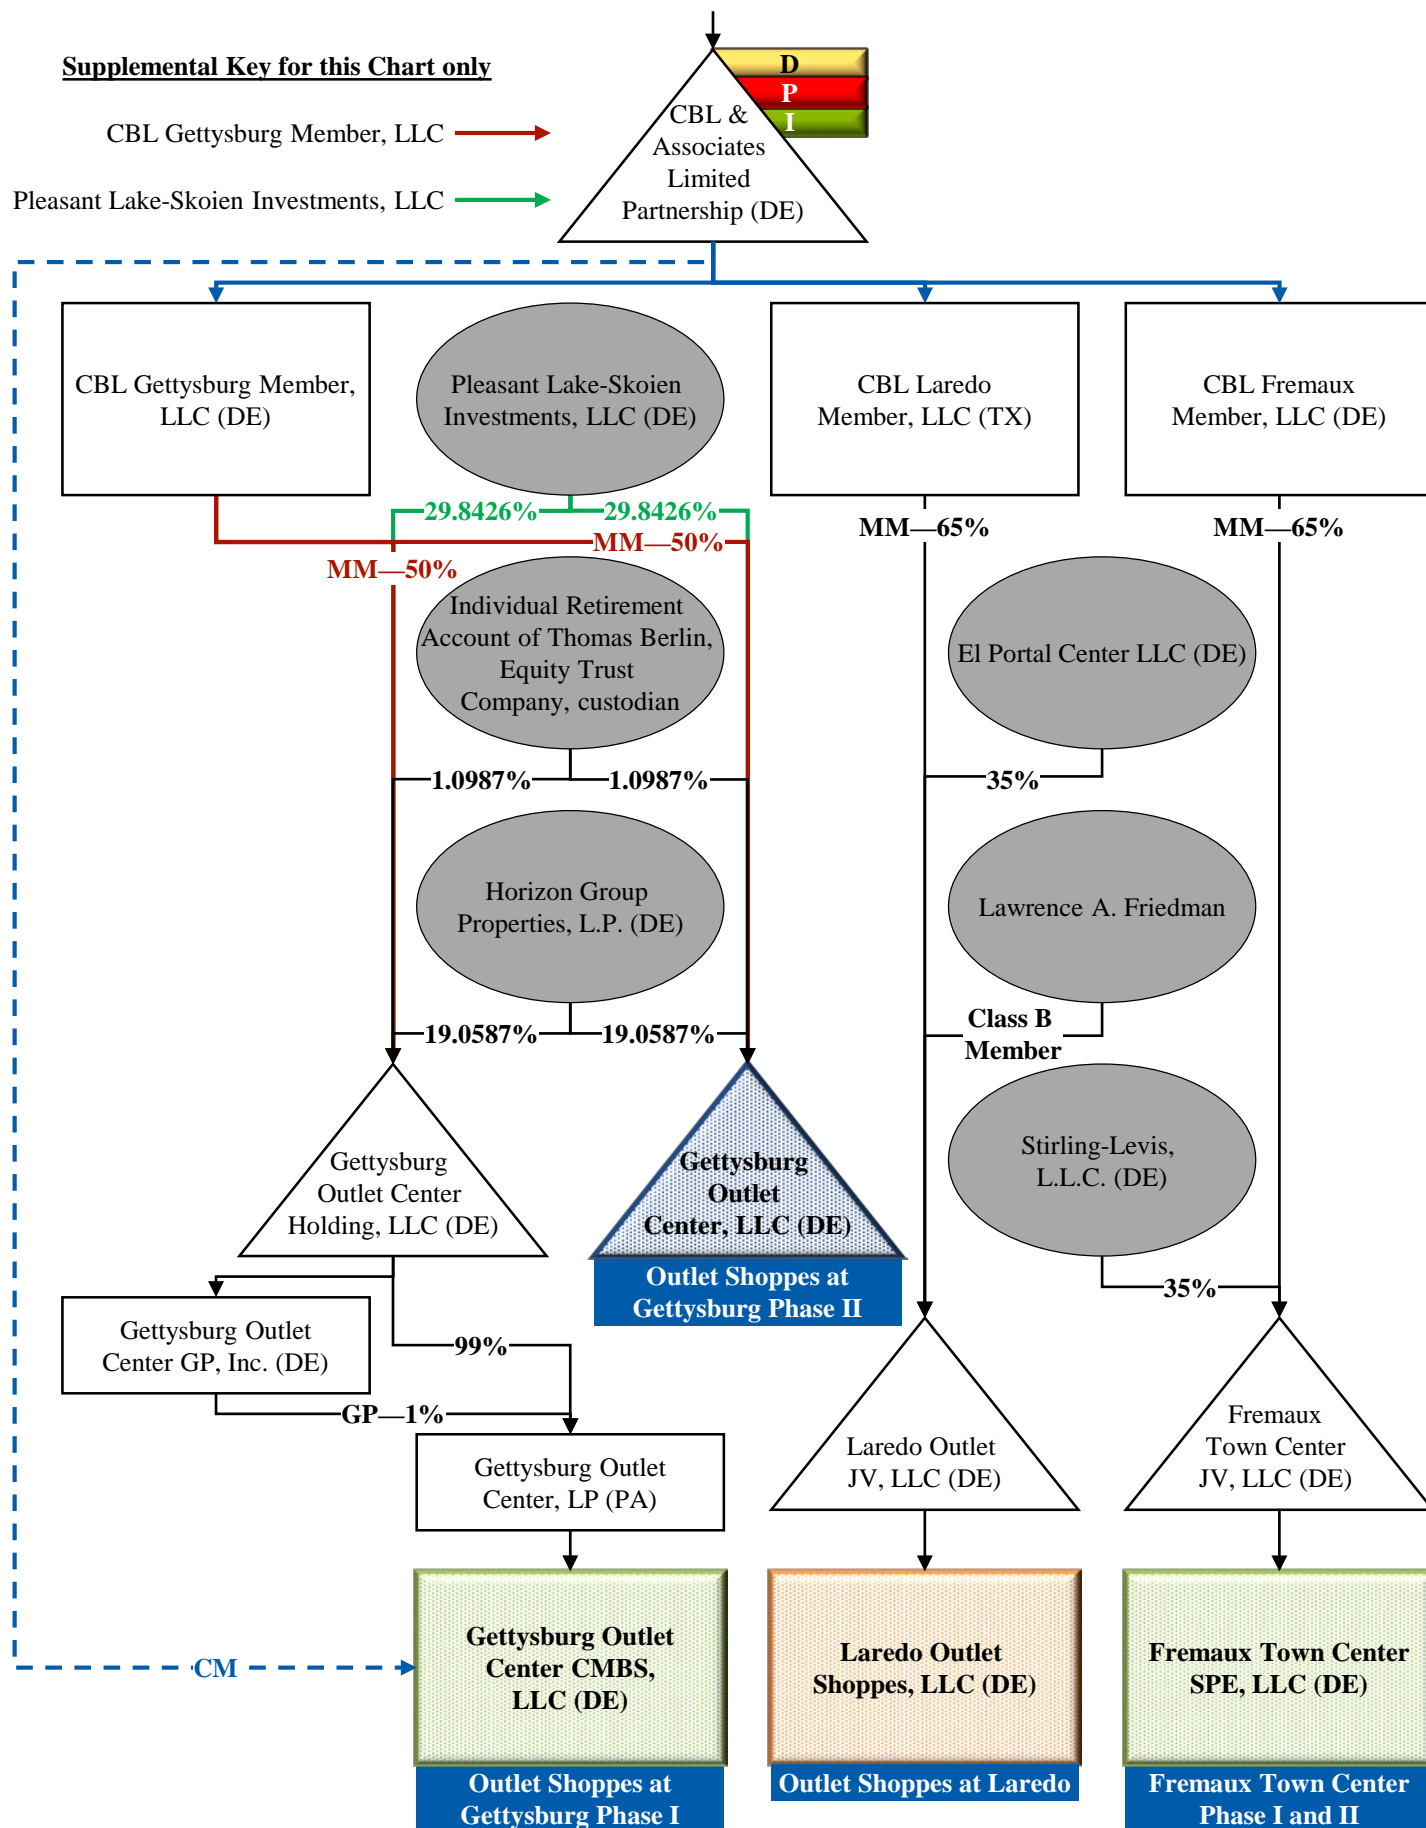 Supplemental Key for this Chart only
CBL Gettysburg Member, LLC
Pleasant Lake-Skoien Investments, LLC
D
P
I
CBL &
Associates
Limited
Partnership (DE)
CBL Gettysburg Member,
LLC (DE)
Pleasant Lake-Skoien
Investments, LLC (DE)
CBL Laredo
Member, LLC (TX)
CBL Fremaux
Member, LLC (DE)
29.8426%
29.8426%
MM—50%
MM—50%
MM—65%
MM—65%
Individual Retirement
Account of Thomas Berlin,
Equity Trust
Company, custodian
El Portal Center LLC (DE)
1.0987%
1.0987%
35%
Horizon Group
Properties, L.P. (DE)
Lawrence A. Friedman
19.0587%
19.0587%
Class B
Member
Gettysburg
Outlet Center
Holding, LLC (DE)
Gettysburg
Outlet
Center, LLC (DE)
Outlet Shoppes at
Gettysburg Phase II
Stirling-Levis,
L.L.C. (DE)
35%
Gettysburg Outlet
Center GP, Inc. (DE)
99%
GP—1%
Gettysburg Outlet
Center, LP (PA)
Laredo Outlet
JV, LLC (DE)
Fremaux
Town Center
JV, LLC (DE)
CM
Gettysburg Outlet
Center CMBS,
LLC (DE)
Outlet Shoppes at
Gettysburg Phase I
Laredo Outlet
Shoppes, LLC (DE)
Outlet Shoppes at Laredo
Fremaux Town Center
SPE, LLC (DE)
Fremaux Town Center
Phase I and II